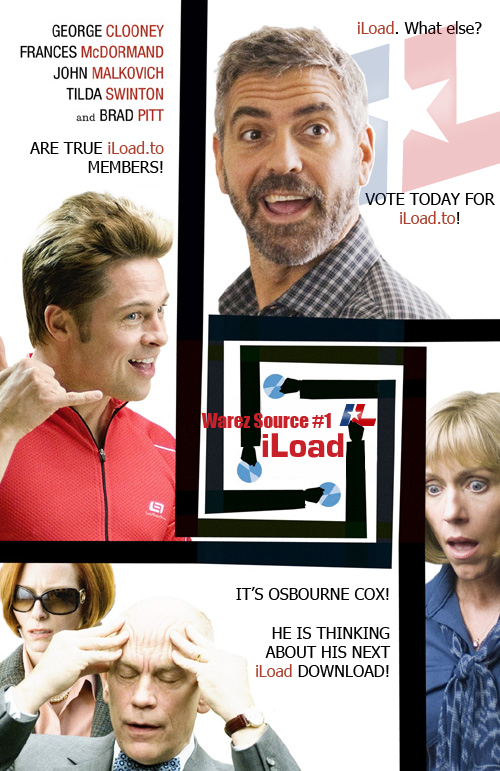 GEORGE CLOONEY
FRANCES McDORMAND
JOHN MALKOVICH
TILDA SWINTON
and BRAD PITT
ARE TRUE iLoad.to
MEMBERS!
iLoad. What else?
VOTE TODAY FOR
iLoad.to!
Warez Source #1
iLoad
IT'S OSBOURNE COX!
HE IS THINKING
ABOUT HIS NEXT
iLoad DOWNLOAD!